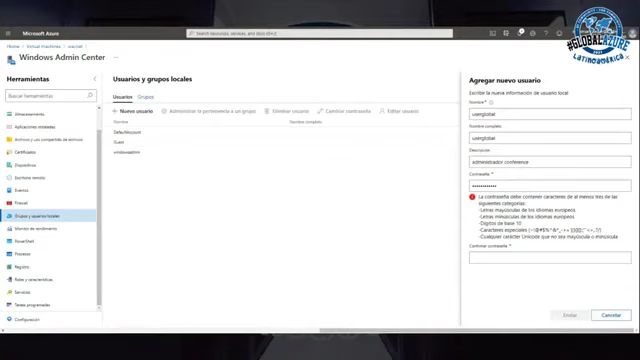 Microsoft Azure
Search resources, services, and docs (G+/)
#GLOBALAZURE
LATINOAMÉRICA
Home > Virtual machines >
Windows Admin Center ...
Herramientas
Buscar herramientas
Almacenamiento
Aplicaciones instaladas
Archivos y uso compartido de archivos
Certificados
Dispositivos
Escritorio remoto
Eventos
Firewall
Grupos y usuarios locales
Monitor de rendimiento
PowerShell
Procesos
Registro
Roles y características
Servicios
Tareas programadas
Configuración
Usuarios y grupos locales
Usuarios Grupos
+ Nuevo usuario Administrar la pertenencia a un grupo Eliminar usuario Cambiar contraseña Editar usuario
Nombre Nombre completo
DefaultAccount
Guest
windowsadmin
Agregar nuevo usuario
Escribir la nueva información de usuario local
Nombre *
userglobal
Nombre completo
userglobal
Descripción
administrador conference
Contraseña *
La contraseña debe contener caracteres de al menos tres de las
siguientes categorías:
-Letras mayúsculas de los idiomas europeos
-Letras minúsculas de los idiomas europeos
-Dígitos de base 10
-Caracteres especiales
-Cualquier carácter Unicode que no sea mayúscula o minúscula
Confirmar contraseña *
Enviar Cancelar